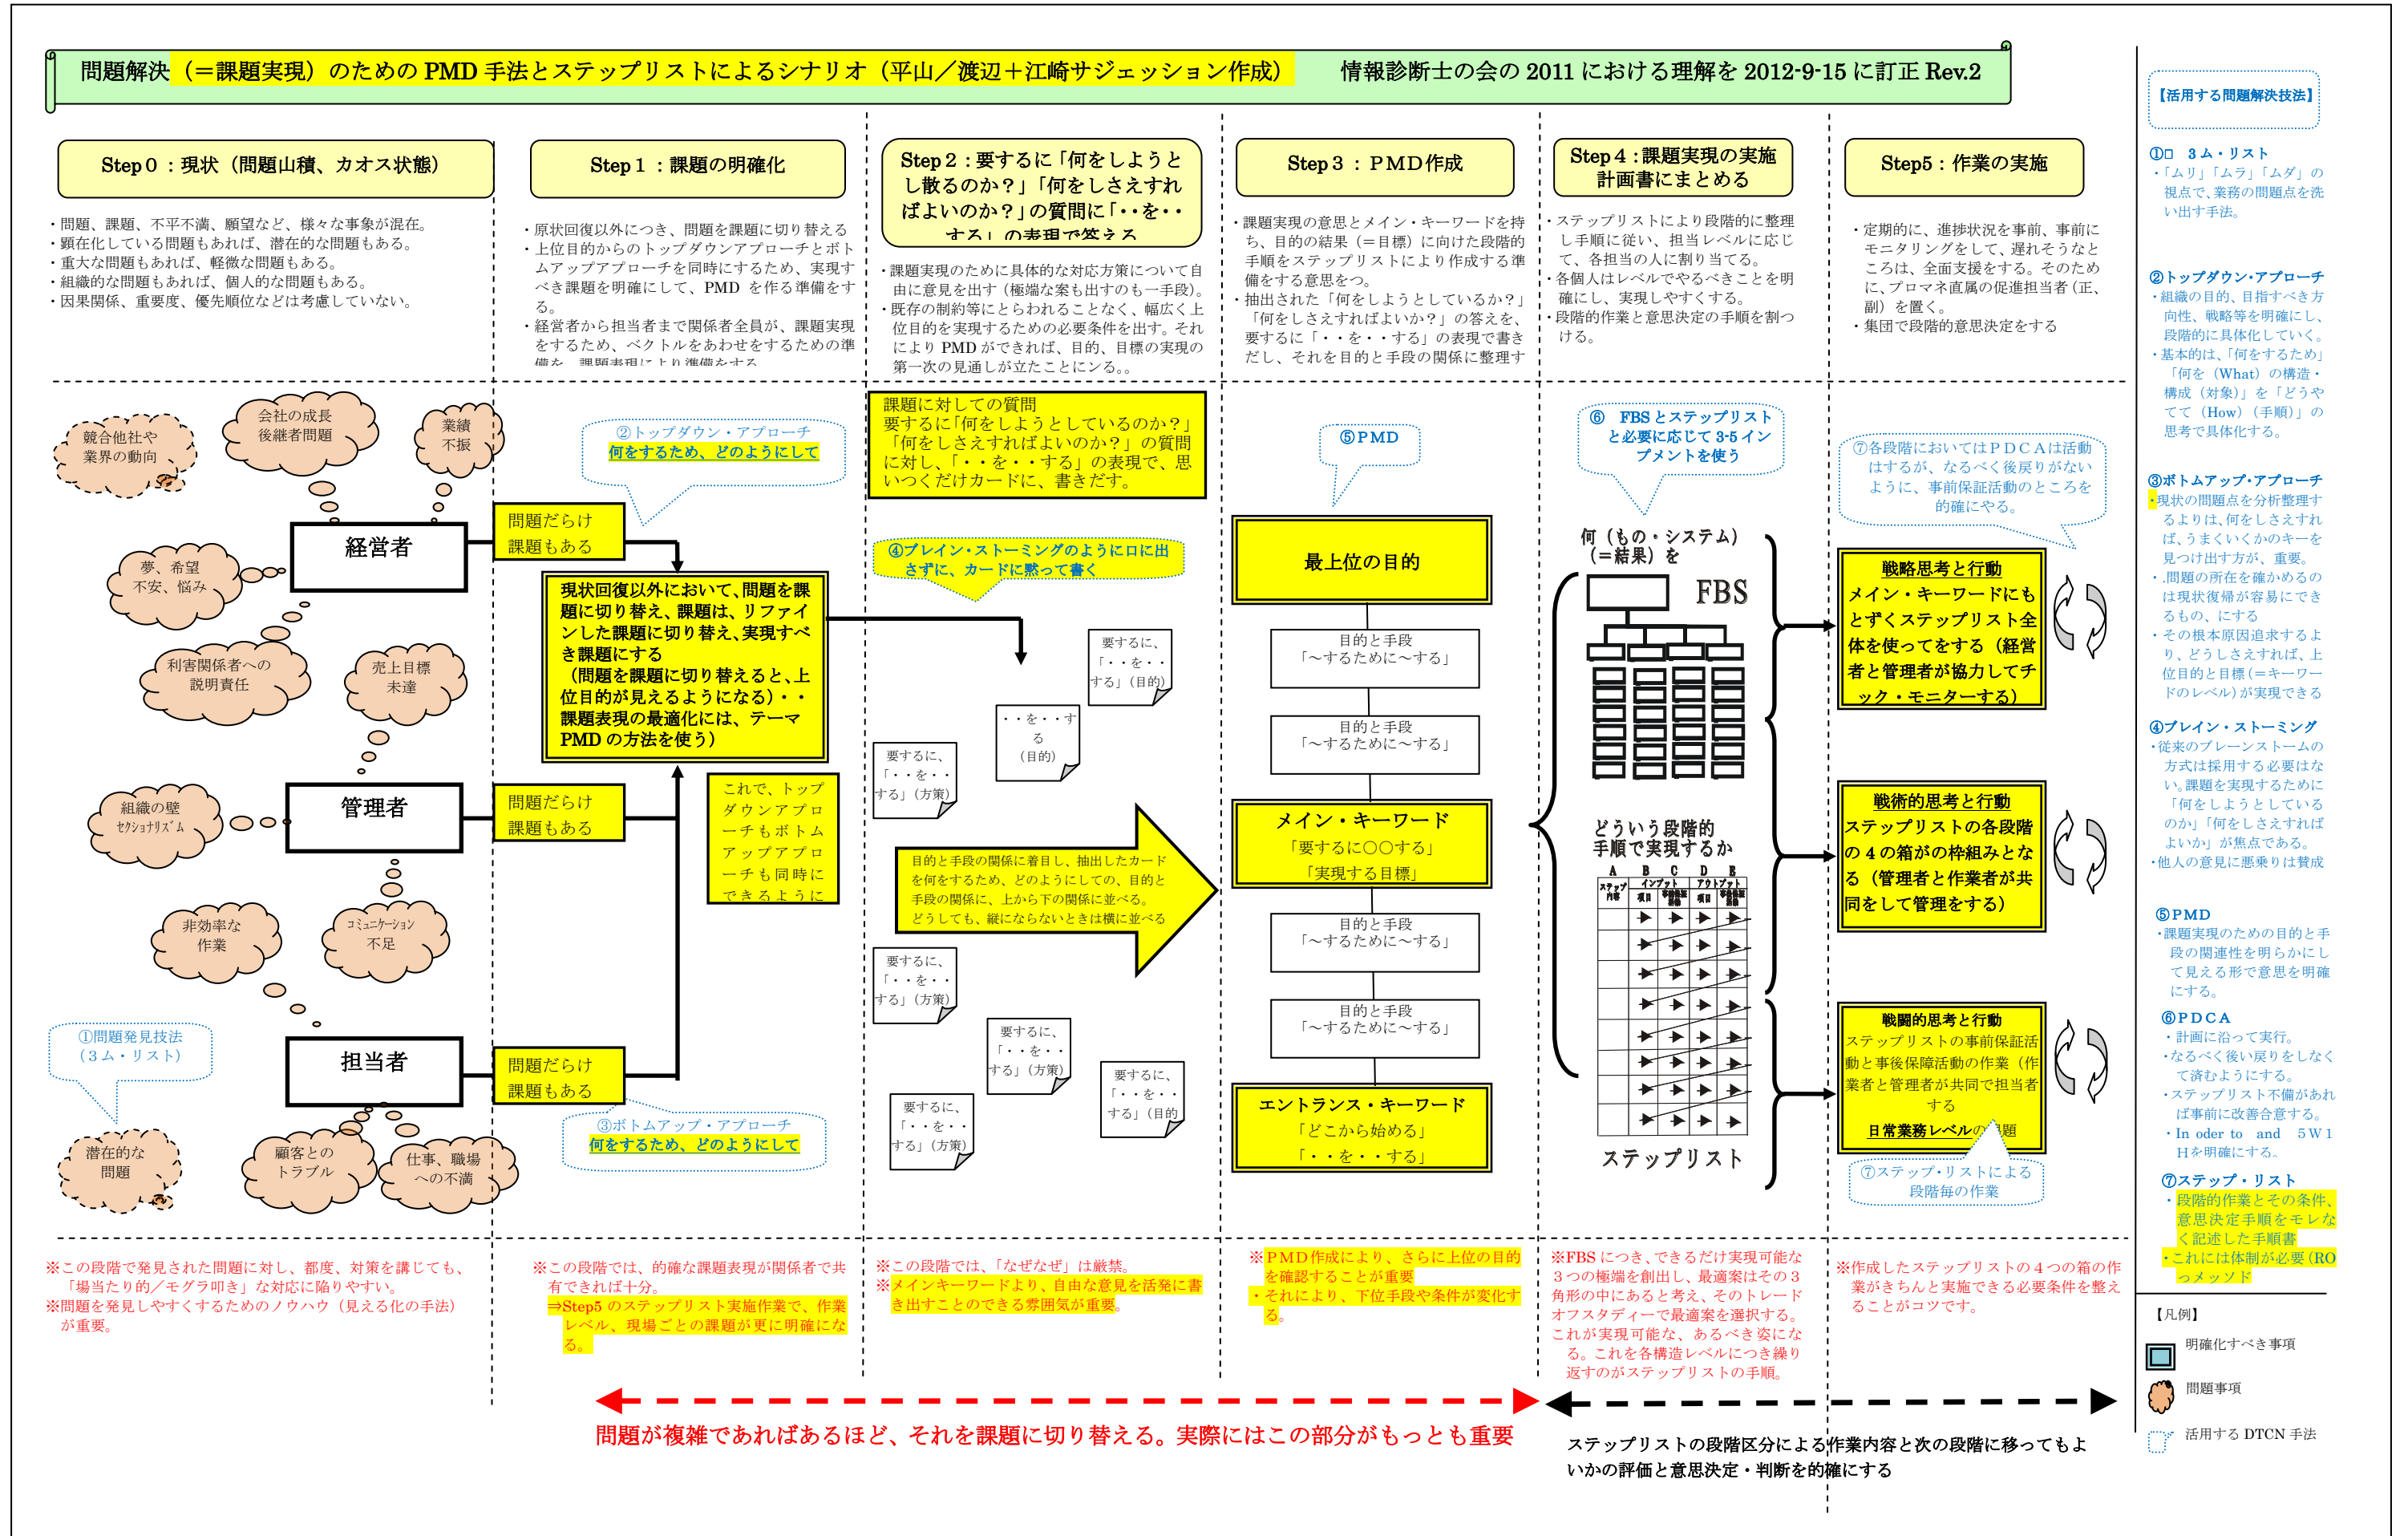 問題解決（＝課題実現）のための PMD 手法とステップリストによるシナリオ（平山／渡辺＋江崎サジェッション作成）　情報診断士の会の 2011 における理解を 2012-9-15 に訂正 Rev.2
Step０：現状（問題山積、カオス状態）
・問題、課題、不平不満、願望など、様々な事象が混在。
・顕在化している問題もあれば、潜在的な問題もある。
・重大な問題もあれば、軽微な問題もある。
・組織的な問題もあれば、個人的な問題もある。
・因果関係、重要度、優先順位などは考慮していない。
Step１：課題の明確化
・原状回復以外につき、問題を課題に切り替える
・上位目的からのトップダウンアプローチとボト
ムアップアプローチを同時にするため、実現す
べき課題を明確にして、PMD を作る準備をす
る。
・経営者から担当者まで関係者全員が、課題実現
をするため、ベクトルをあわせをするための準
備を、課題表現により準備をする
Step２：要するに「何をしようと
し散るのか？」「何をしさえすれ
ばよいのか？」の質問に「・・を・・
する」の表現で答える
・課題実現のために具体的な対応方策について自
由に意見を出す（極端な案も出すのも一手段）。
・既存の制約等にとらわれることなく、幅広く上
位目的を実現するための必要条件を出す。それ
により PMD ができれば、目的、目標の実現の
第一次の見通しが立たことにンる。。
Step３：ＰＭＤ作成
・課題実現の意思とメイン・キーワードを持
ち、目的の結果（＝目標）に向けた段階的
手順をステップリストにより作成する準
備をする意思をつ。
・抽出された「何をしようとしているか？」
「何をしさえすればよいか？」の答えを、
要するに「・・を・・する」の表現で書き
だし、それを目的と手段の関係に整理す
Step４：課題実現の実施
計画書にまとめる
・ステップリストにより段階的に整理
し手順に従い、担当レベルに応じ
て、各担当の人に割り当てる。
・各個人はレベルでやるべきことを明
確にし、実現しやすくする。
・段階的作業と意思決定の手順を割つ
ける。
Step5：作業の実施
・定期的に、進捗状況を事前、事前に
モニタリングをして、遅れそうなと
ころは、全面支援をする。そのため
に、プロマネ直属の促進担当者（正、
副）を置く。
・集団で段階的意思決定をする
競合他社や
業界の動向
会社の成長
後継者問題
業績
不振
経営者
夢、希望
不安、悩み
利害関係者への
説明責任
売上目標
未達
組織の壁
ｾｸｼｮﾅﾘｽﾞﾑ
管理者
非効率な
作業
ｺﾐｭﾆｹｰｼｮﾝ
不足
①問題発見技法
（３ム・リスト）
担当者
潜在的な
問題
顧客との
トラブル
仕事、職場
への不満
②トップダウン・アプローチ
何をするため、どのようにして
問題だらけ
課題もある
現状回復以外において、問題を課
題に切り替え、課題は、リファイ
ンした課題に切り替え、実現すべ
き課題にする
（問題を課題に切り替えると、上
位目的が見えるようになる）・・
課題表現の最適化には、テーマ
PMD の方法を使う）
問題だらけ
課題もある
これで、トップ
ダウンアプロ
ーチもボトム
アップアプロ
ーチも同時に
できるように
問題だらけ
課題もある
③ボトムアップ・アプローチ
何をするため、どのようにして
課題に対しての質問
要するに「何をしようとしているのか？」
「何をしさえすればよいのか？」の質問
に対し、「・・を・・する」の表現で、思
いつくだけカードに、書きだす。
④ブレイン・ストーミングのように口に出
さずに、カードに黙って書く
要するに、
「・・を・・
する」（目的）
・・を・・す
る
（目的）
要するに、
「・・を・・
する」（方策）
目的と手段の関係に着目し、抽出したカード
を何をするため、どのようにしての、目的と
手段の関係に、上から下の関係に並べる。
どうしても、縦にならないときは横に並べる
要するに、
「・・を・・
する」（方策）
要するに、
「・・を・・
する」（方策）
要するに、
「・・を・・
する」（目的
要するに、
「・・を・・
する」（方策）
⑤ＰＭＤ
最上位の目的
目的と手段
「～するために～する」
目的と手段
「～するために～する」
メイン・キーワード
「要するに〇〇する」
「実現する目標」
目的と手段
「～するために～する」
目的と手段
「～するために～する」
エントランス・キーワード
「どこから始める」
「・・を・・する」
⑥　FBS とステップリスト
と必要に応じて 3-5 イン
プメントを使う
何（もの・システム）
（＝結果）を
FBS
どういう段階的
手順で実現するか
A B C D E
ステップ
内容
インプット
アウトプット
項目
項目
ステップリスト
⑦各段階においてはＰＤＣＡは活動
はするが、なるべく後戻りがない
ように、事前保証活動のところを
的確にやる。
戦略思考と行動
メイン・キーワードにも
とずくステップリスト全
体を使ってをする（経営
者と管理者が協力してチ
ック・モニターする）
戦術的思考と行動
ステップリストの各段階
の 4 の箱がの枠組みとな
る（管理者と作業者が共
同をして管理をする）
戦闘的思考と行動
ステップリストの事前保証活
動と事後保障活動の作業（作
業者と管理者が共同で担当者
する
日常業務レベルの 題
⑦ステップ・リストによる
段階毎の作業
※この段階で発見された問題に対し、都度、対策を講じても、
「場当たり的／モグラ叩き」な対応に陥りやすい。
※問題を発見しやすくするためのノウハウ（見える化の手法）
が重要。
※この段階では、的確な課題表現が関係者で共
有できれば十分。
⇒Step5 のステップリスト実施作業で、作業
レベル、現場ごとの課題が更に明確にな
る。
※この段階では、「なぜなぜ」は厳禁。
※メインキーワードより、自由な意見を活発に書
き出すことのできる雰囲気が重要。
※ＰＭＤ作成により、さらに上位の目的
を確認することが重要
・それにより、下位手段や条件が変化す
る。
※FBS につき、できるだけ実現可能な
３つの極端を創出し、最適案はその３
角形の中にあると考え、そのトレード
オフスタディーで最適案を選択する。
これが実現可能な、あるべき姿にな
る。これを各構造レベルにつき繰り
返すのがステップリストの手順。
※作成したステップリストの４つの箱の作
業がきちんと実施できる必要条件を整え
ることがコツです。
問題が複雑であればあるほど、それを課題に切り替える。実際にはこの部分がもっとも重要
ステップリストの段階区分による作業内容と次の段階に移ってもよ
いかの評価と意思決定・判断を的確にする
【活用する問題解決技法】
①□　３ム・リスト
・「ムリ」「ムラ」「ムダ」の
視点で、業務の問題点を洗
い出す手法。
②トップダウン・アプローチ
・組織の目的、目指すべき方
向性、戦略等を明確にし、
段階的に具体化していく。
・基本的は、「何をするため」
「何を（What）の構造・
構成（対象）」を「どうや
てて（How）（手順）」の
思考で具体化する。
③ボトムアップ・アプローチ
・現状の問題点を分析整理す
るよりは、何をしさえすれ
ば、うまくいくかのキーを
見つけ出す方が、重要。
・.問題の所在を確かめるの
は現状復帰が容易にでき
るもの、にする
・その根本原因追求するよ
り、どうしさえすれば、上
位目的と目標（＝キーワー
ドのレベル）が実現できる
④ブレイン・ストーミング
・従来のブレーンストームの
方式は採用する必要はな
い。課題を実現するために
「何をしようとしている
のか」「何をしさえすれば
よいか」が焦点である。
・他人の意見に悪乗りは賛成
⑤ＰＭＤ
・課題実現のための目的と手
段の関連性を明らかにし
て見える形で意思を明確
にする。
⑥ＰＤＣＡ
・計画に沿って実行。
・なるべく後い戻りをしなく
て済むようにする。
・ステップリスト不備があれ
ば事前に改善合意する。
・In oder to　and　５Ｗ１
Ｈを明確にする。
⑦ステップ・リスト
・段階的作業とその条件、
意思決定手順をモレな
く記述した手順書
・これには体制が必要（RO
っメッソド
【凡例】
明確化すべき事項
問題事項
活用する DTCN 手法